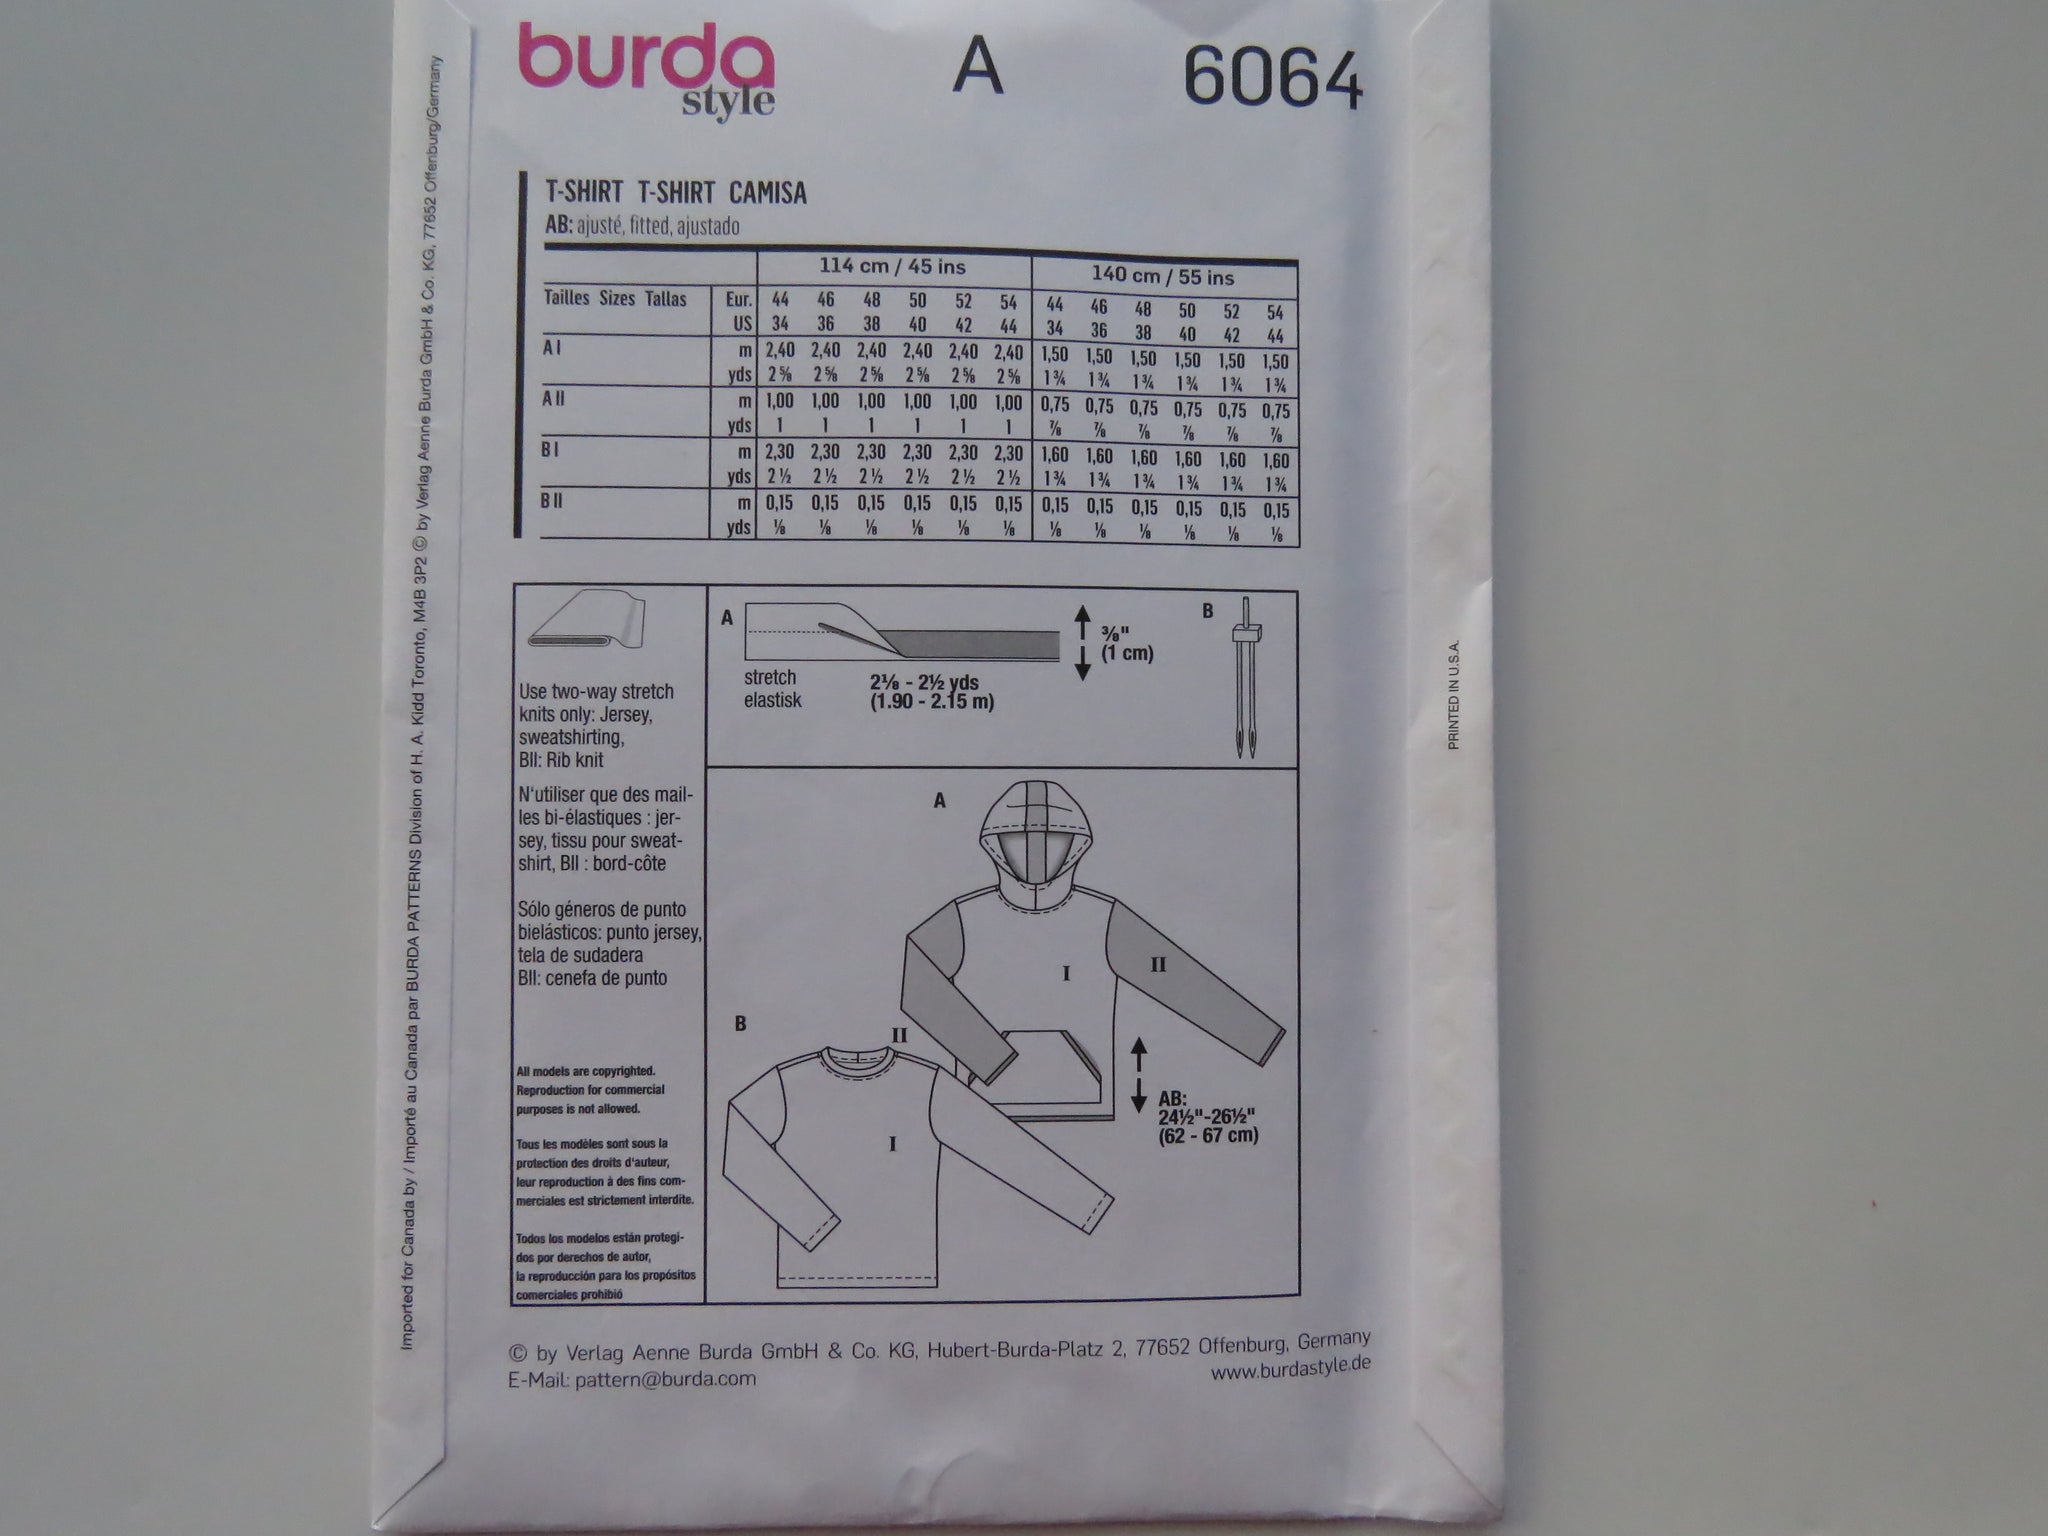 burda
style
A
6064
T-SHIRT T-SHIRT CAMISA
AB: ajusté, fitted, ajustado
114 cm / 45 ins 140 cm / 55 ins
Tailles Sizes Tallas Eur. 44 46 48 50 52 54 44 46 48 50 52 54
US 34 36 38 40 42 44 34 36 38 40 42 44
A I m 2,40 2,40 2,40 2,40 2,40 2,40 1,50 1,50 1,50 1,50 1,50 1,50
yds 2⅝ 2⅝ 2⅝ 2⅝ 2⅝ 2⅝ 1¾ 1¾ 1¾ 1¾ 1¾ 1¾
A II m 1,00 1,00 1,00 1,00 1,00 1,00 0,75 0,75 0,75 0,75 0,75 0,75
yds 1 1 1 1 1 1 ⅞ ⅞ ⅞ ⅞ ⅞ ⅞
B I m 2,30 2,30 2,30 2,30 2,30 2,30 1,60 1,60 1,60 1,60 1,60 1,60
yds 2½ 2½ 2½ 2½ 2½ 2½ 1¾ 1¾ 1¾ 1¾ 1¾ 1¾
B II m 0,15 0,15 0,15 0,15 0,15 0,15 0,15 0,15 0,15 0,15 0,15 0,15
yds ⅛ ⅛ ⅛ ⅛ ⅛ ⅛ ⅛ ⅛ ⅛ ⅛ ⅛ ⅛
Use two-way stretch
knits only: Jersey,
sweatshirting,
BII: Rib knit
N'utiliser que des mail-
les bi-élastiques : jer-
sey, tissu pour sweat-
shirt, BII : bord-côte
Sólo géneros de punto
bielásticos: punto jersey,
tela de sudadera
BII: cenefa de punto
All models are copyrighted.
Reproduction for commercial
purposes is not allowed.
Tous les modèles sont sous la
protection des droits d'auteur,
leur reproduction à des fins com-
merciales est strictement interdite.
Todos los modelos están protegi-
dos por derechos de autor,
la reproducción para los propósitos
comerciales prohibió
A
⅜"
(1 cm)
stretch
elastisk
2⅛ - 2½ yds
(1.90 - 2.15 m)
B
A
I
II
B
II
I
AB:
24½"-26½"
(62 - 67 cm)
© by Verlag Aenne Burda GmbH & Co. KG, Hubert-Burda-Platz 2, 77652 Offenburg, Germany
E-Mail: pattern@burda.com
www.burdastyle.de
Imported for Canada by / Importé au Canada par BURDA PATTERNS Division of H. A. Kidd Toronto, M4B 3P2 © by Verlag Aenne Burda GmbH & Co. KG, 77652 Offenburg/Germany
PRINTED IN U.S.A.